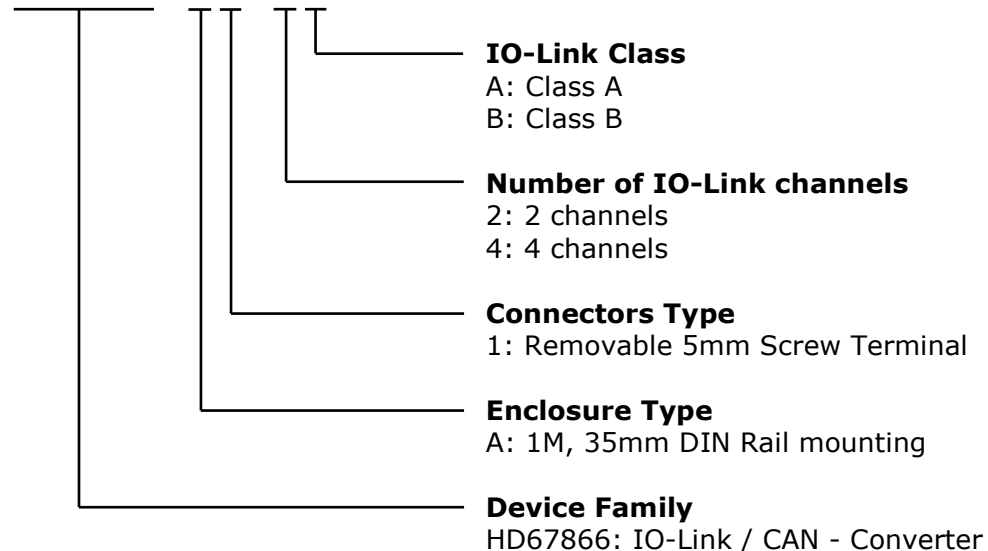 IO-Link Class
A: Class A
B: Class B
Number of IO-Link channels
2: 2 channels
4: 4 channels
Connectors Type
1: Removable 5mm Screw Terminal
Enclosure Type
A: 1M, 35mm DIN Rail mounting
Device Family
HD67866: IO-Link / CAN - Converter